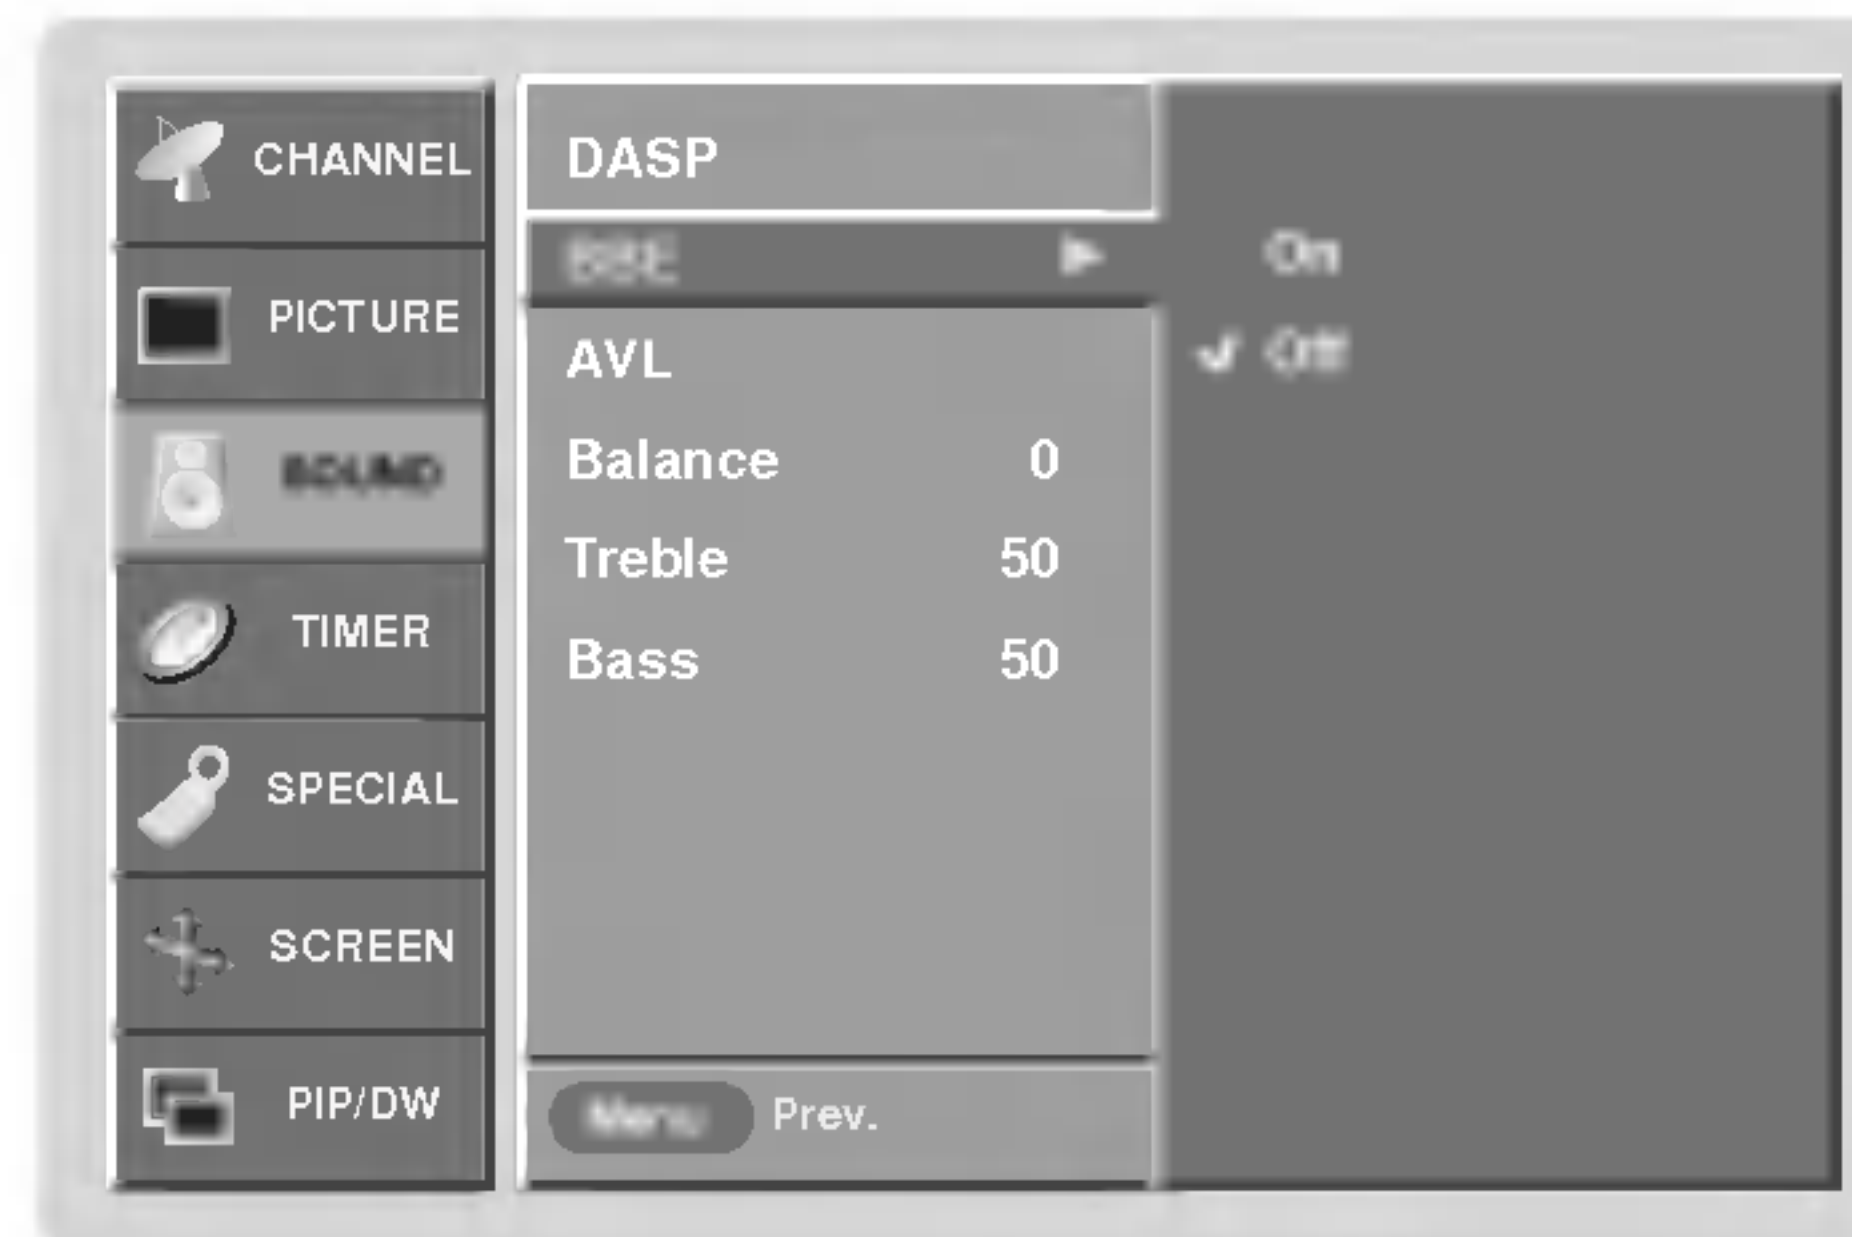 CHANNEL
PICTURE
SOUND
TIMER
SPECIAL
SCREEN
PIP/DW
DASP
BBE
AVL
Balance 0
Treble 50
Bass 50
Menu Prev.
On
Off